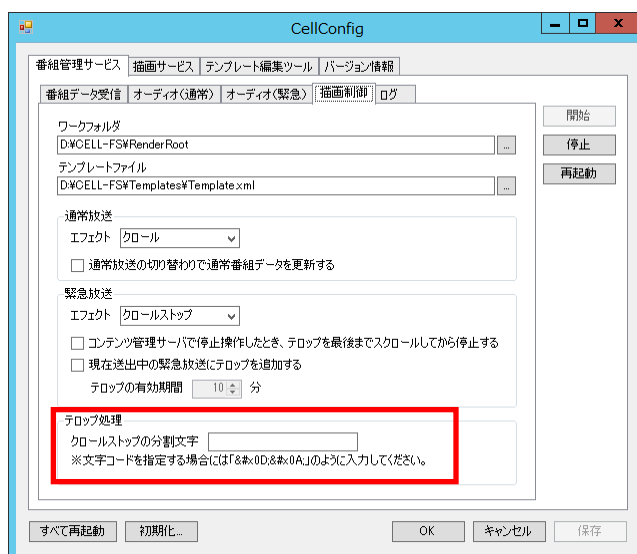 CellConfig
番組管理サービス 描画サービス テンプレート編集ツール バージョン情報
番組データ受信 オーディオ(通常) オーディオ(緊急) 描画制御 ログ
開始
停止
再起動
ワークフォルダ
D:¥CELL-FS¥RenderRoot ...
テンプレートファイル
D:¥CELL-FS¥Templates¥Template.xml ...
通常放送
エフェクト クロール
通常放送の切り替わりで通常番組データを更新する
緊急放送
エフェクト クロールストップ
コンテンツ管理サーバで停止操作したとき、テロップを最後までスクロールしてから停止する
現在送出中の緊急放送にテロップを追加する
テロップの有効期間 10 分
テロップ処理
クロールストップの分割文字
※文字コードを指定する場合には「&#x0D;&#x0A;」のように入力してください。
すべて再起動 初期化... OK キャンセル 保存